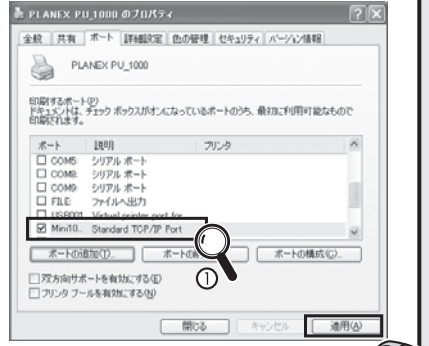 PLANEX PU_1000 のプロパティ
全般 共有 ポート 詳細設定 色の管理 セキュリティ バージョン情報
PLANEX PU_1000
印刷するポート(P)
ドキュメントは、チェック ボックスがオンになっているポートのうち、最初に利用可能なもので
印刷されます。
ポート 説明 プリンタ
COM5: シリアル ポート
COM8: シリアル ポート
COM9: シリアル ポート
FILE: ファイルへ出力
USB001 Virtual printer port for
Mini10... Standard TCP/IP Port
ポートの追加(T)... ポートの ポートの構成(C)...
①
双方向サポートを有効にする(E)
プリンタ プールを有効にする(N)
閉じる キャンセル 適用(A)